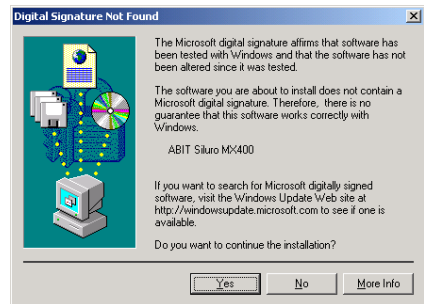 Digital Signature Not Found
The Microsoft digital signature affirms that software has
been tested with Windows and that the software has not
been altered since it was tested.
The software you are about to install does not contain a
Microsoft digital signature. Therefore, there is no
guarantee that this software works correctly with
Windows.
ABIT Siluro MX400
If you want to search for Microsoft digitally signed
software, visit the Windows Update Web site at
http://windowsupdate.microsoft.com to see if one is
available.
Do you want to continue the installation?
Yes No More Info